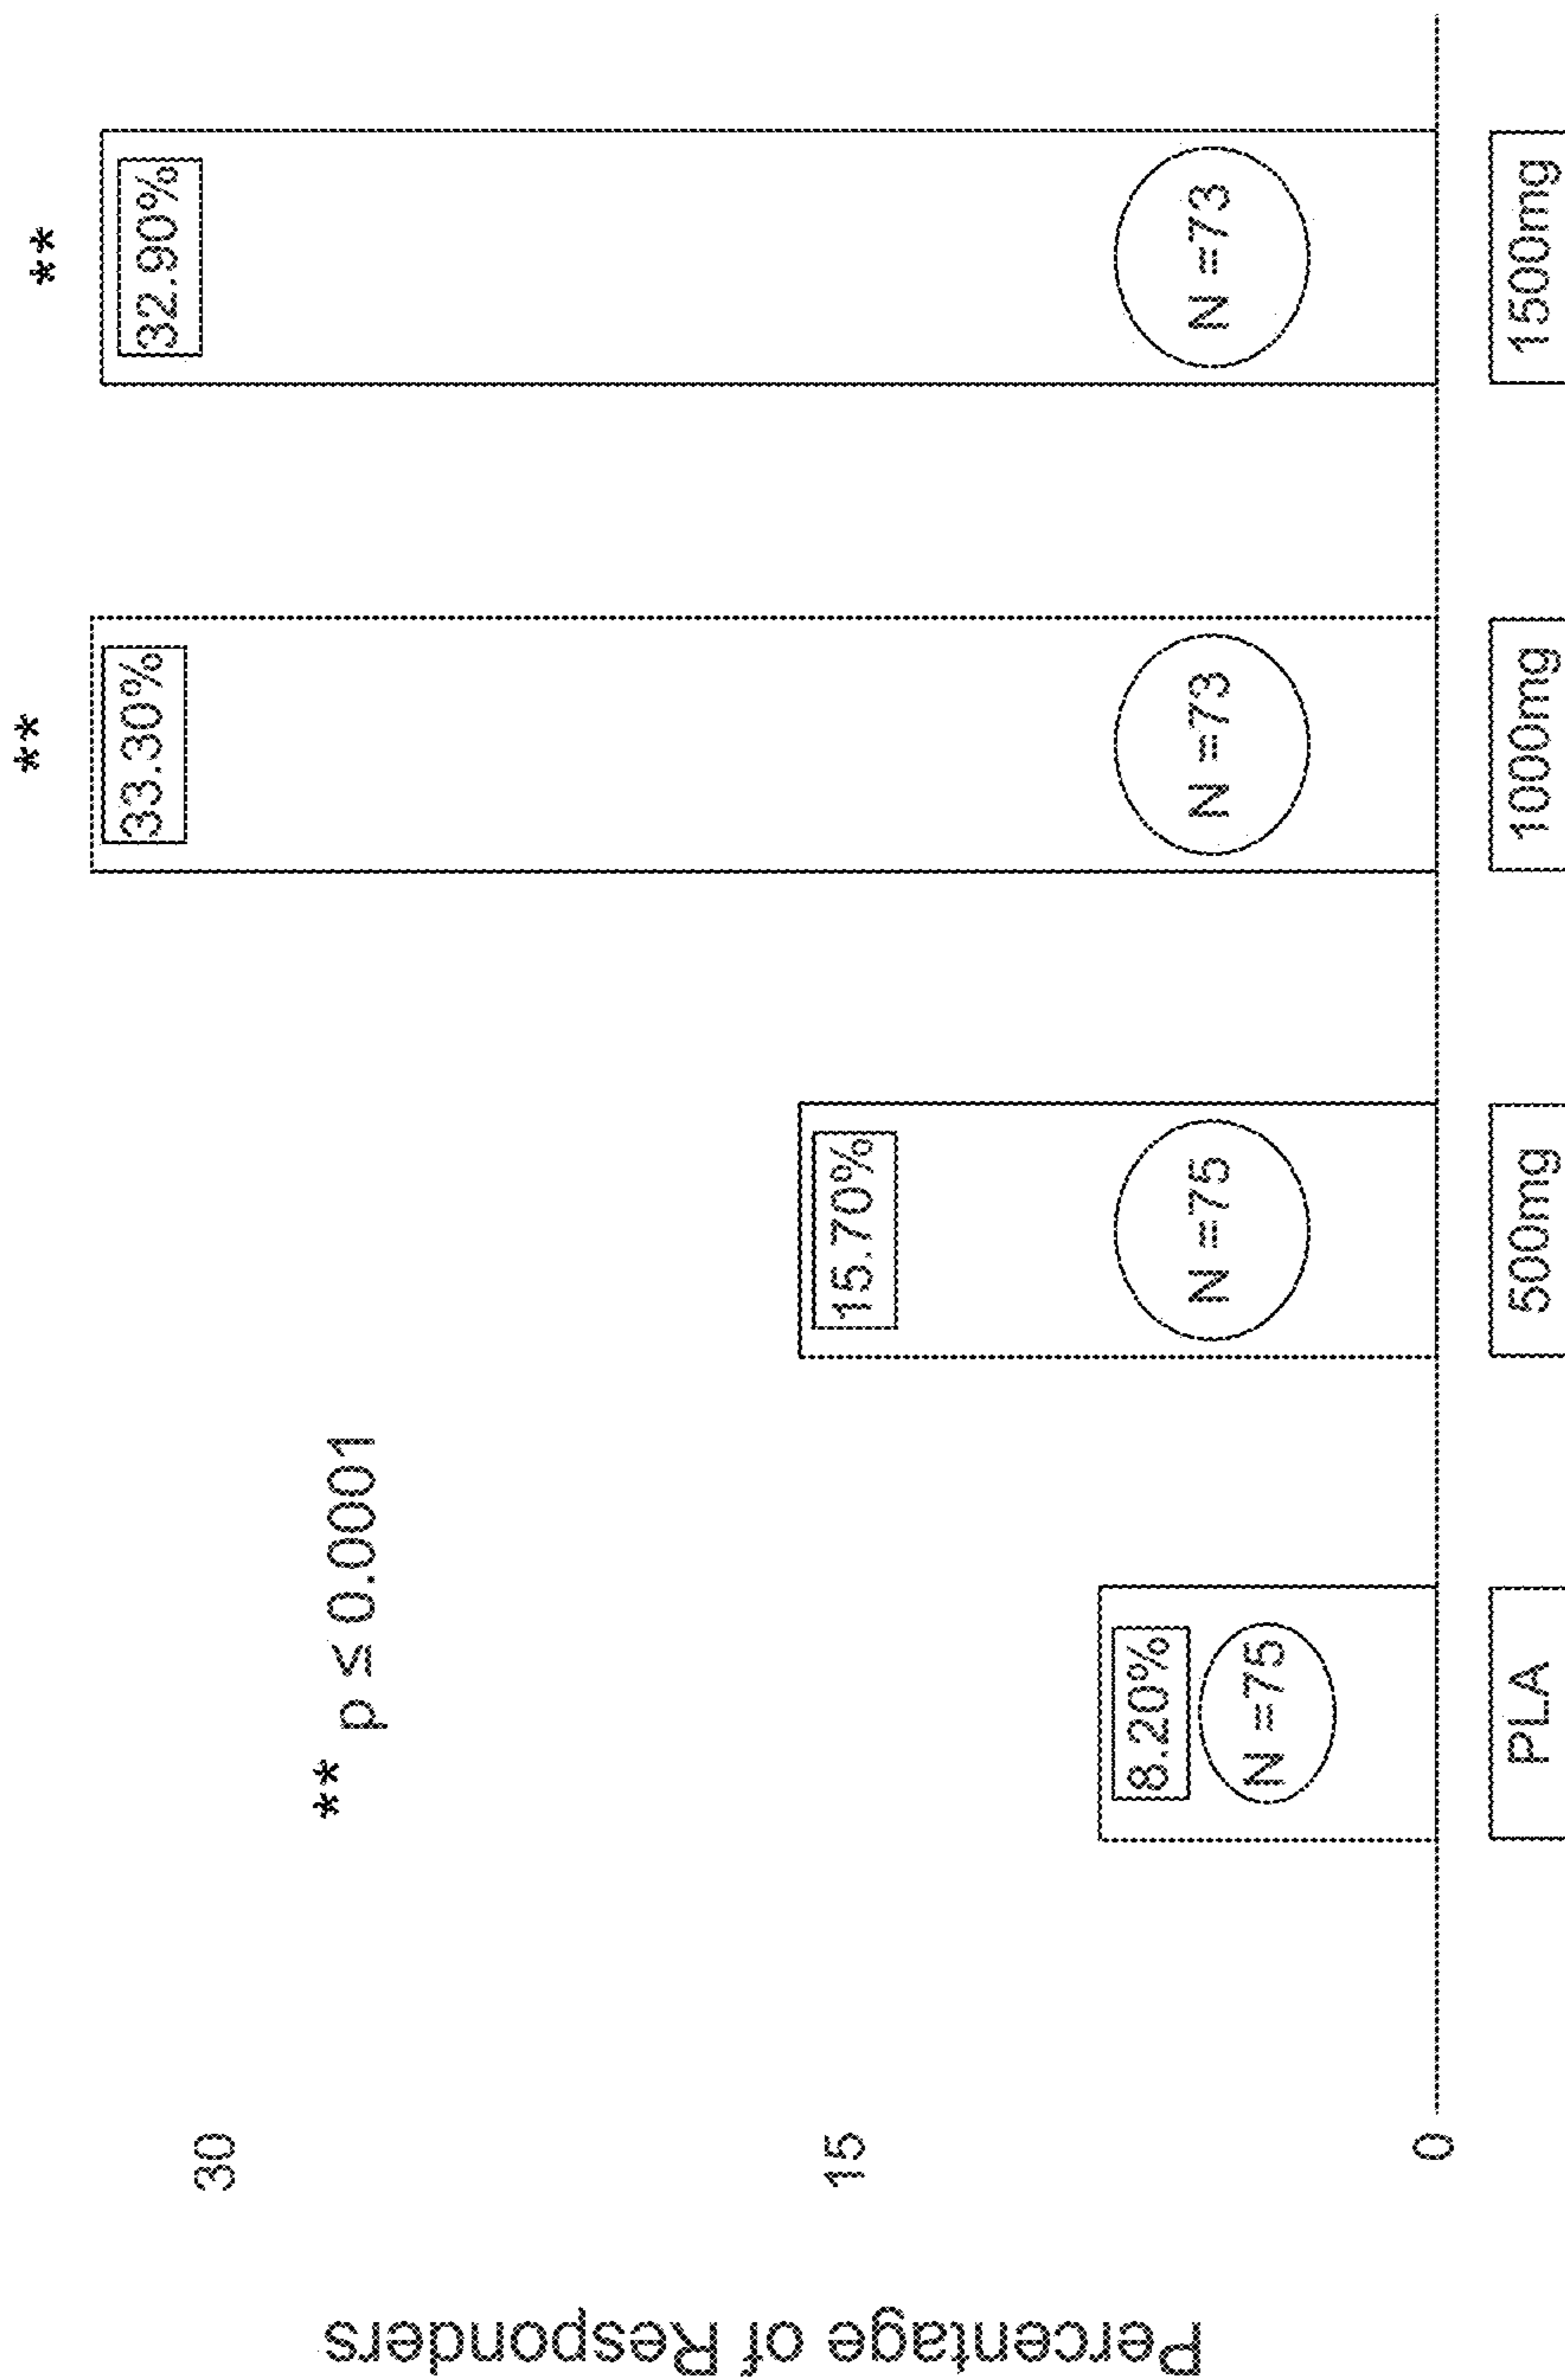 Percentage of Responders
30
15
0
** p ≤ 0.0001
**
**
8.20%
N =75
15.70%
N =75
33.30%
N =73
32.90%
N =73
PLA
500mg
1000mg
1500mg